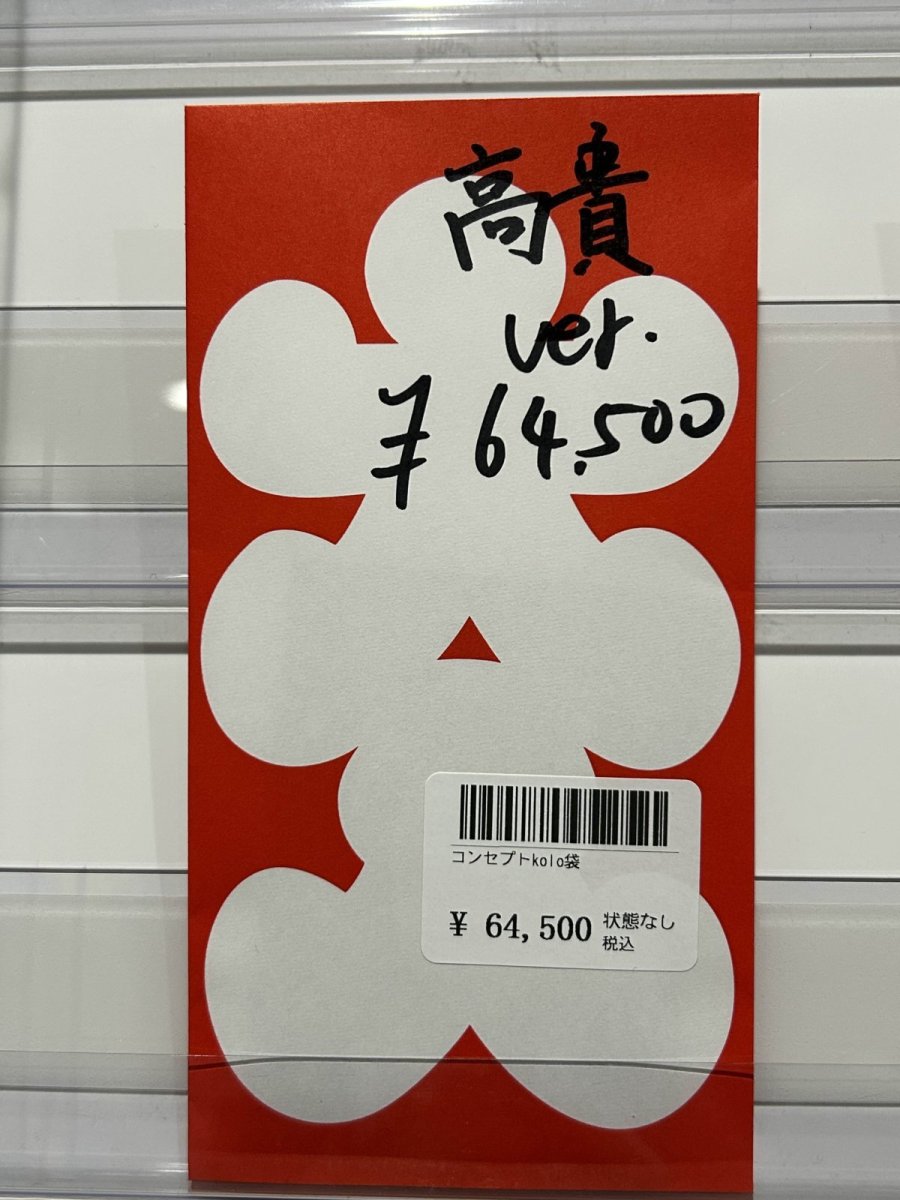 高貴
ver.
¥64,500
コンセプトkolo袋
¥ 64,500 状態なし
税込